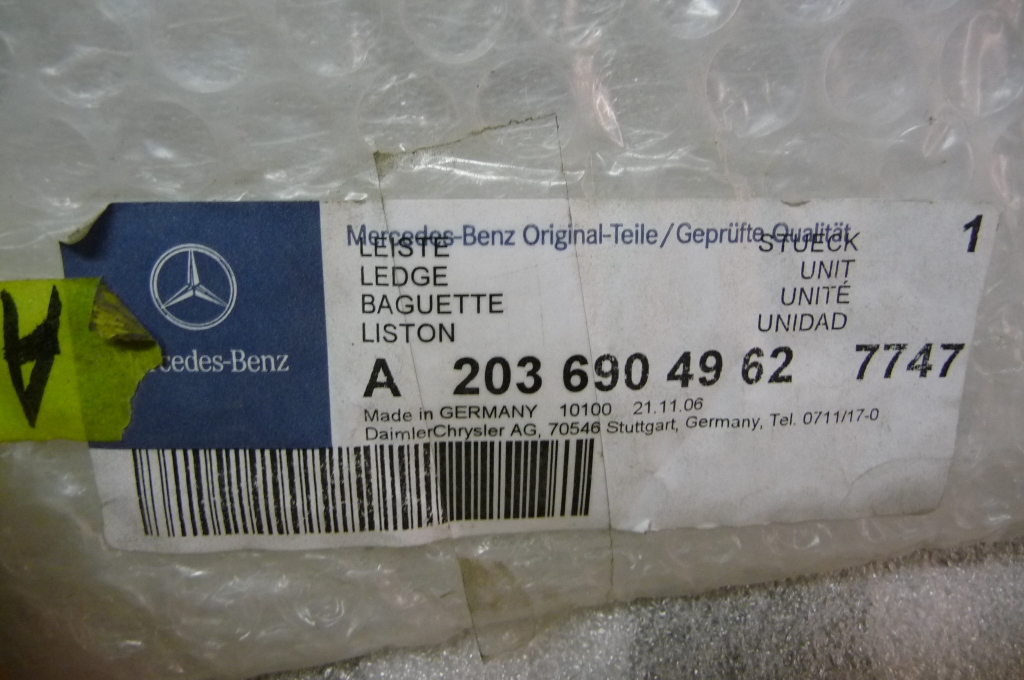 Mercedes-Benz Original-Teile/Geprüfte Qualität
LEISTE STUECK 1
LEDGE UNIT
BAGUETTE UNITÉ
LISTON UNIDAD
cedes-Benz
A 203 690 49 62 7747
Made in GERMANY 10100 21.11.06
DaimlerChrysler AG, 70546 Stuttgart, Germany, Tel. 0711/17-0
A